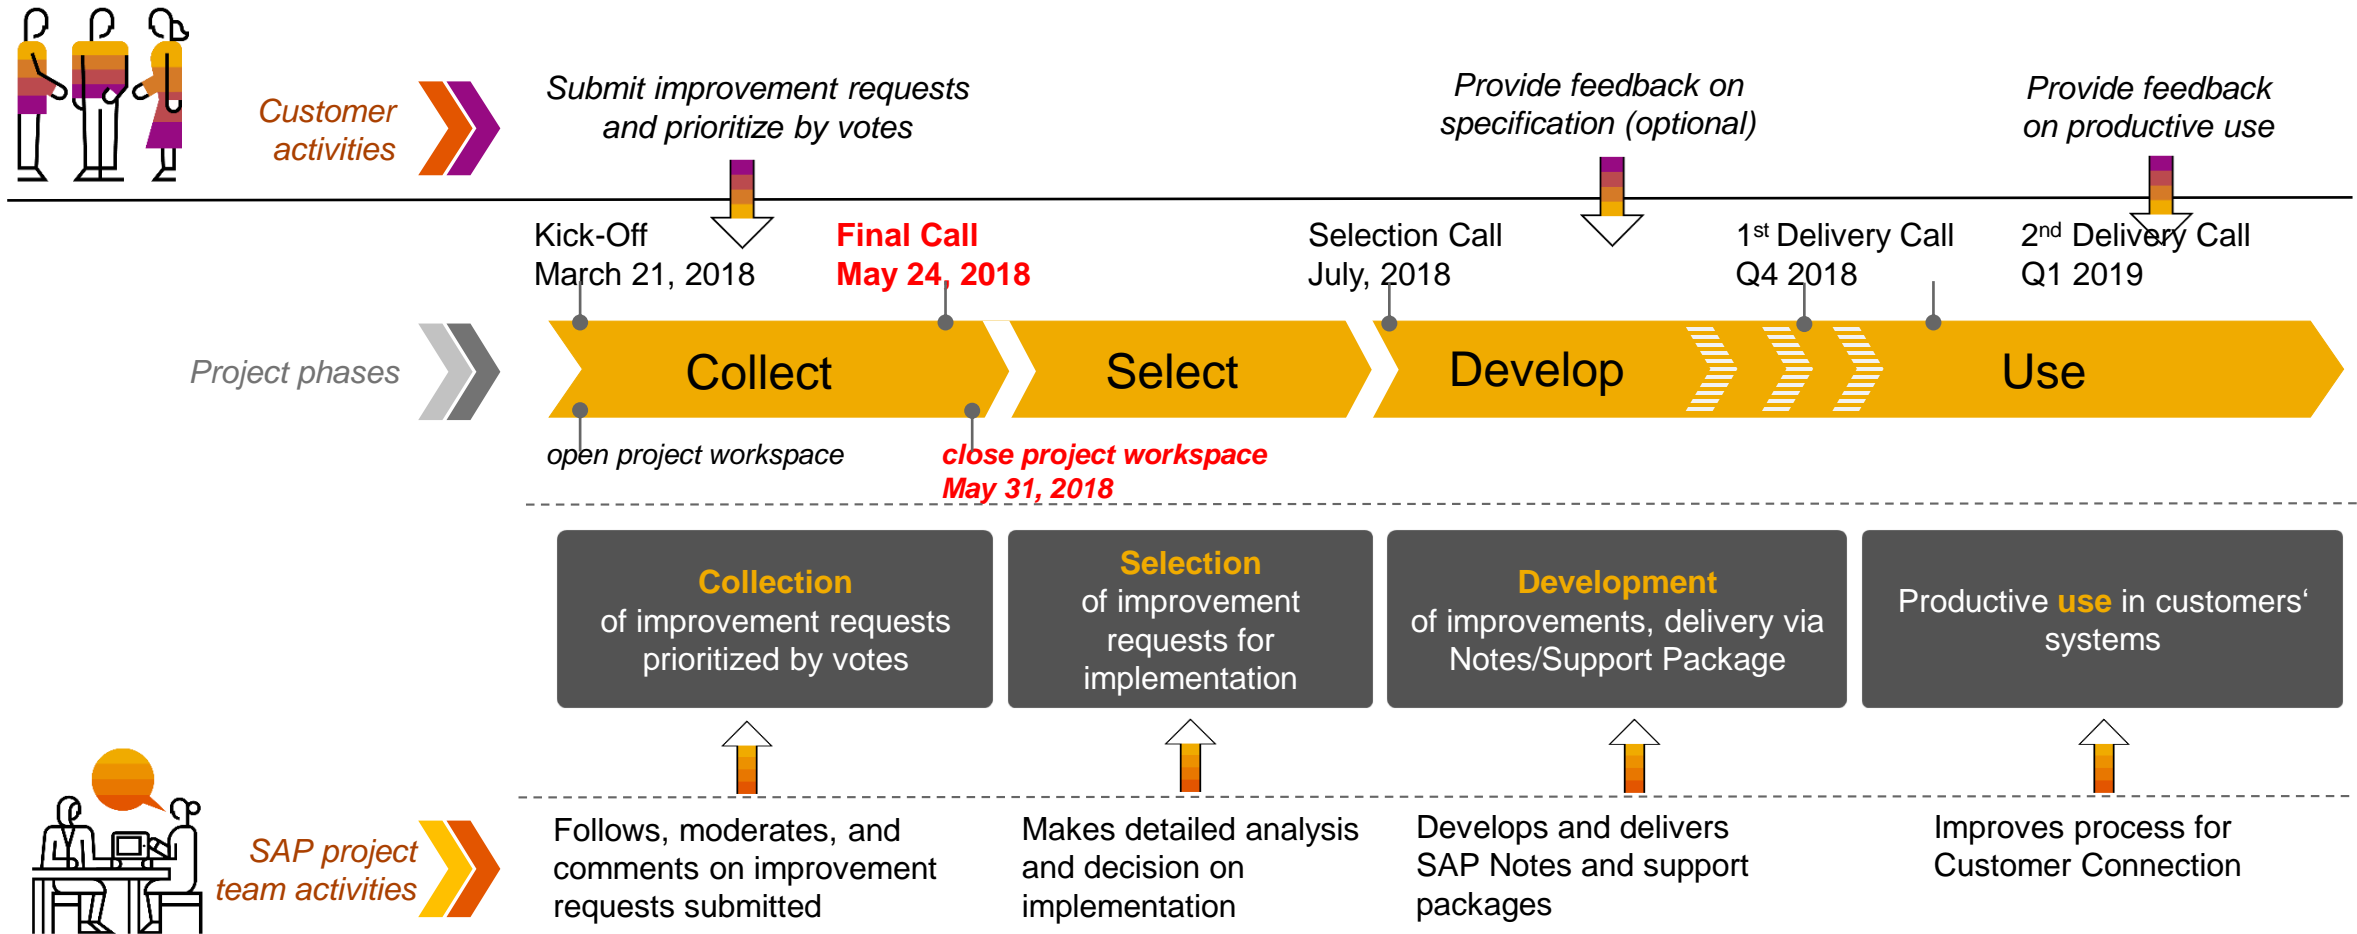 Customer
activities
Submit improvement requests
and prioritize by votes
Provide feedback on
specification (optional)
Provide feedback
on productive use
Kick-Off
March 21, 2018
Final Call
May 24, 2018
Selection Call
July, 2018
1st Delivery Call
Q4 2018
2nd Delivery Call
Q1 2019
Project phases
Collect
Select
Develop
Use
open project workspace
close project workspace
May 31, 2018
Collection
of improvement requests
prioritized by votes
Selection
of improvement
requests for
implementation
Development
of improvements, delivery via
Notes/Support Package
Productive use in customers‘
systems
SAP project
team activities
Follows, moderates, and
comments on improvement
requests submitted
Makes detailed analysis
and decision on
implementation
Develops and delivers
SAP Notes and support
packages
Improves process for
Customer Connection